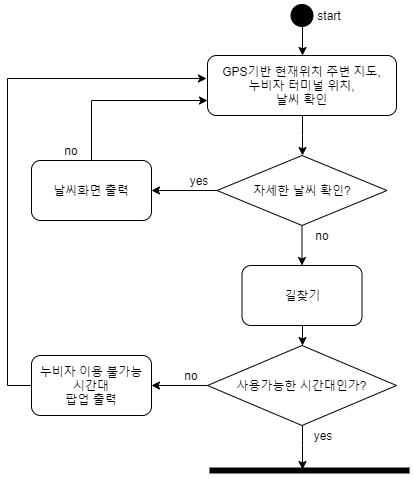 start
GPS기반 현재위치 주변 지도,
누비자 터미널 위치,
날씨 확인
no
yes
날씨화면 출력
자세한 날씨 확인?
no
길찾기
누비자 이용 불가능
시간대
팝업 출력
no
사용가능한 시간대인가?
yes